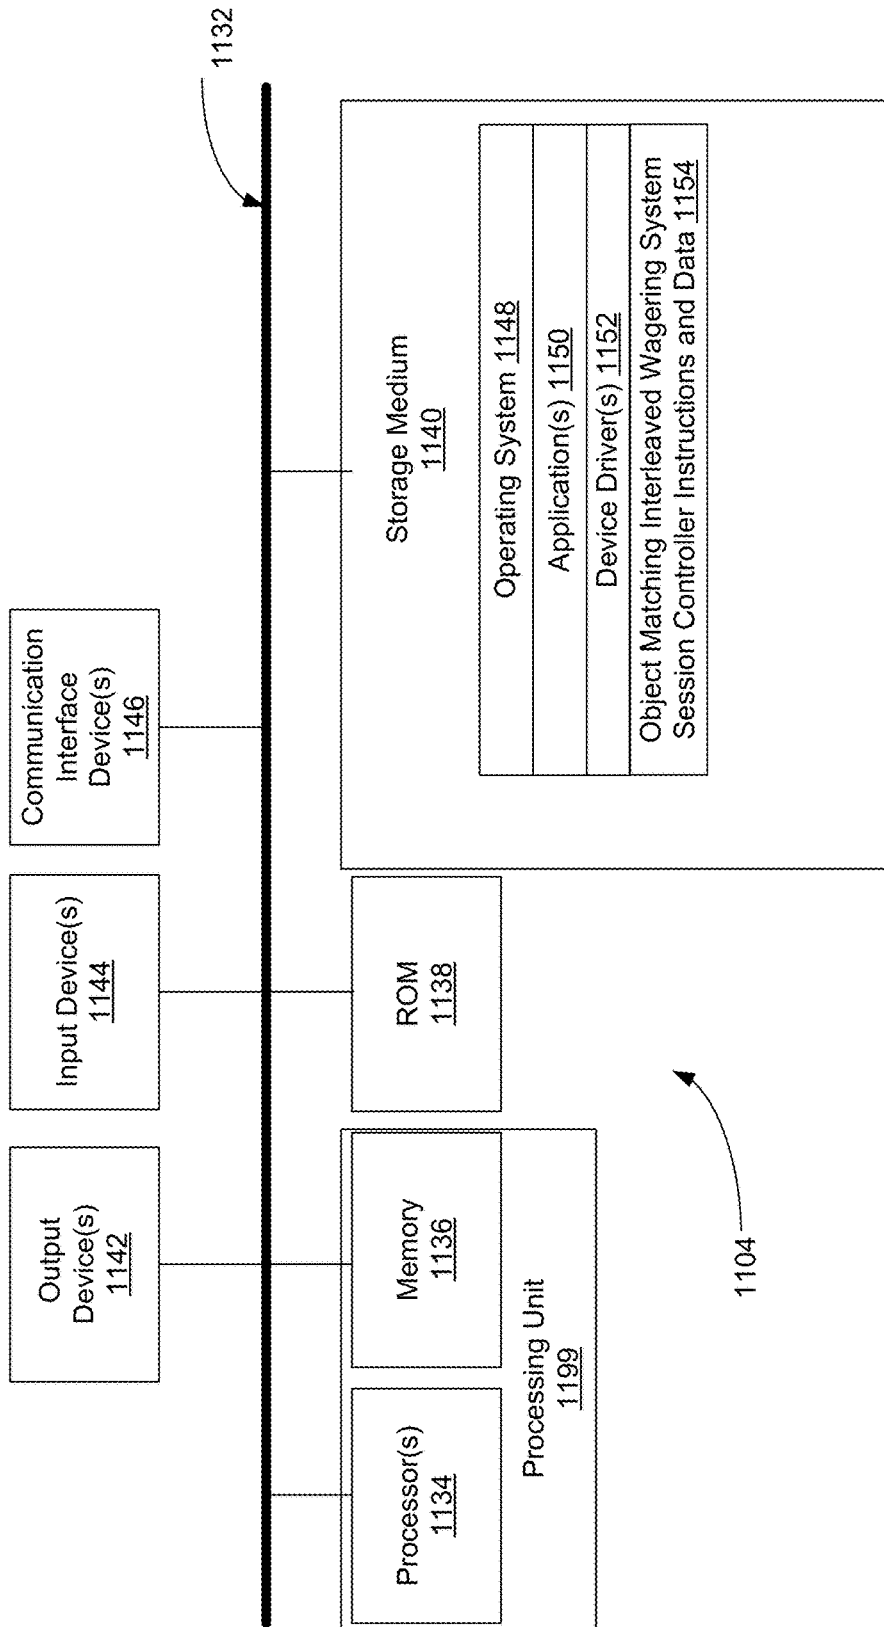 Output
Device(s)
1142
Input Device(s)
1144
Communication
Interface
Device(s)
1146
1132
Processor(s)
1134
Memory
1136
Processing Unit
1199
ROM
1138
Storage Medium
1140
Operating System 1148
Application(s) 1150
Device Driver(s) 1152
Object Matching Interleaved Wagering System
Session Controller Instructions and Data 1154
1104